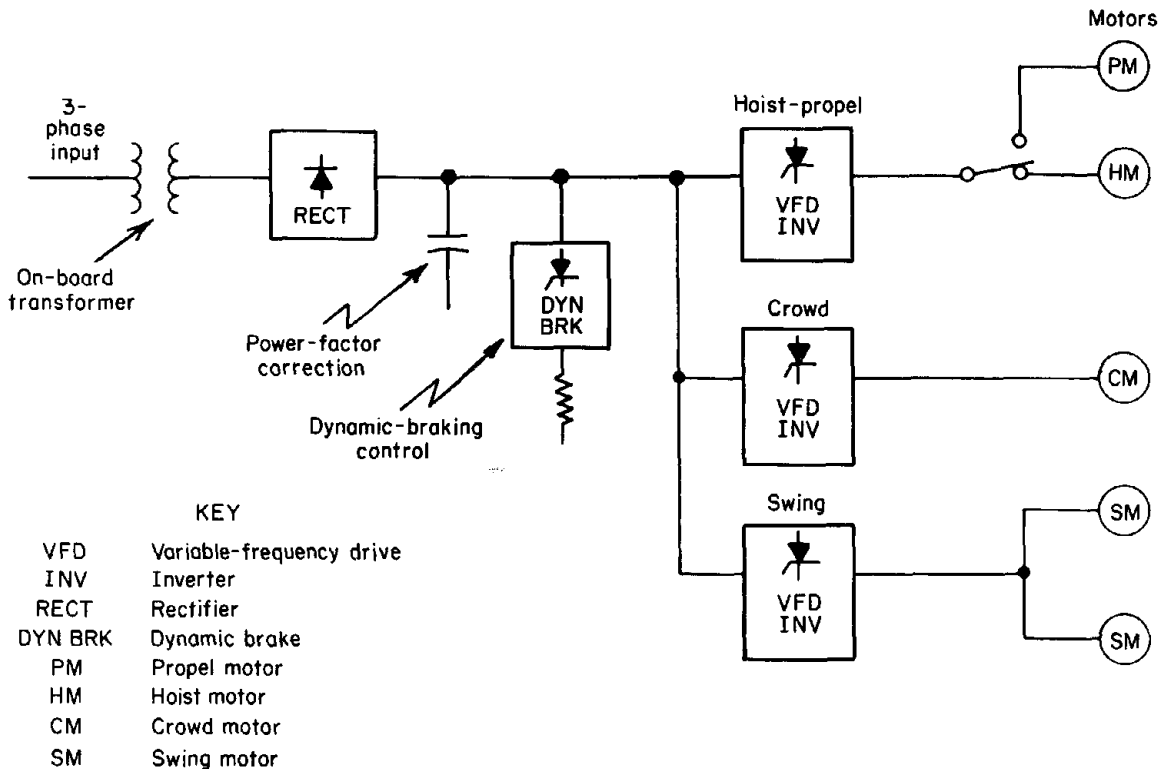 Motors
PM
3-
phase
input
Hoist-propel
HM
RECT
VFD
INV
On-board
transformer
DYN
BRK
Power-factor
correction
Crowd
CM
VFD
INV
Dynamic-braking
control
Swing
SM
VFD
INV
SM
KEY
VFD Variable-frequency drive
INV Inverter
RECT Rectifier
DYN BRK Dynamic brake
PM Propel motor
HM Hoist motor
CM Crowd motor
SM Swing motor